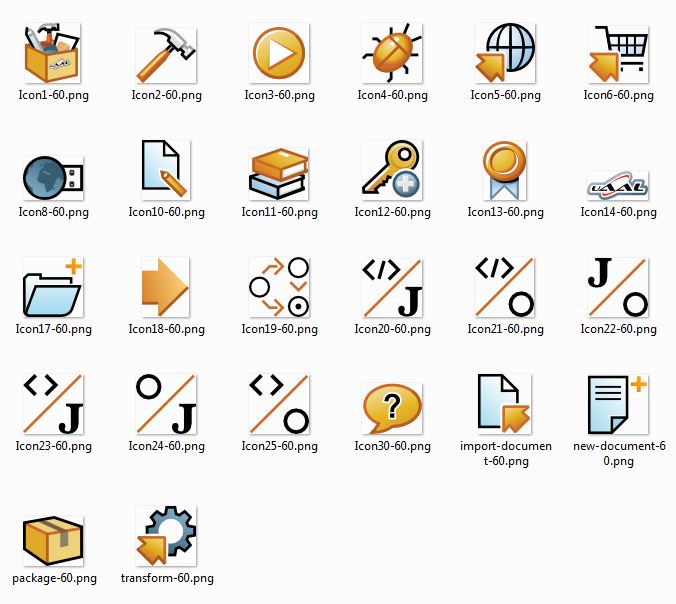 Icon1-60.png Icon2-60.png Icon3-60.png Icon4-60.png Icon5-60.png Icon6-60.png
UAAL
Icon8-60.png Icon10-60.png Icon11-60.png Icon12-60.png Icon13-60.png Icon14-60.png
</> J </> J
Icon17-60.png Icon18-60.png Icon19-60.png Icon20-60.png Icon21-60.png Icon22-60.png
<> J J <> ?
Icon23-60.png Icon24-60.png Icon25-60.png Icon30-60.png import-documen new-document-6
t-60.png 0.png
package-60.png transform-60.png